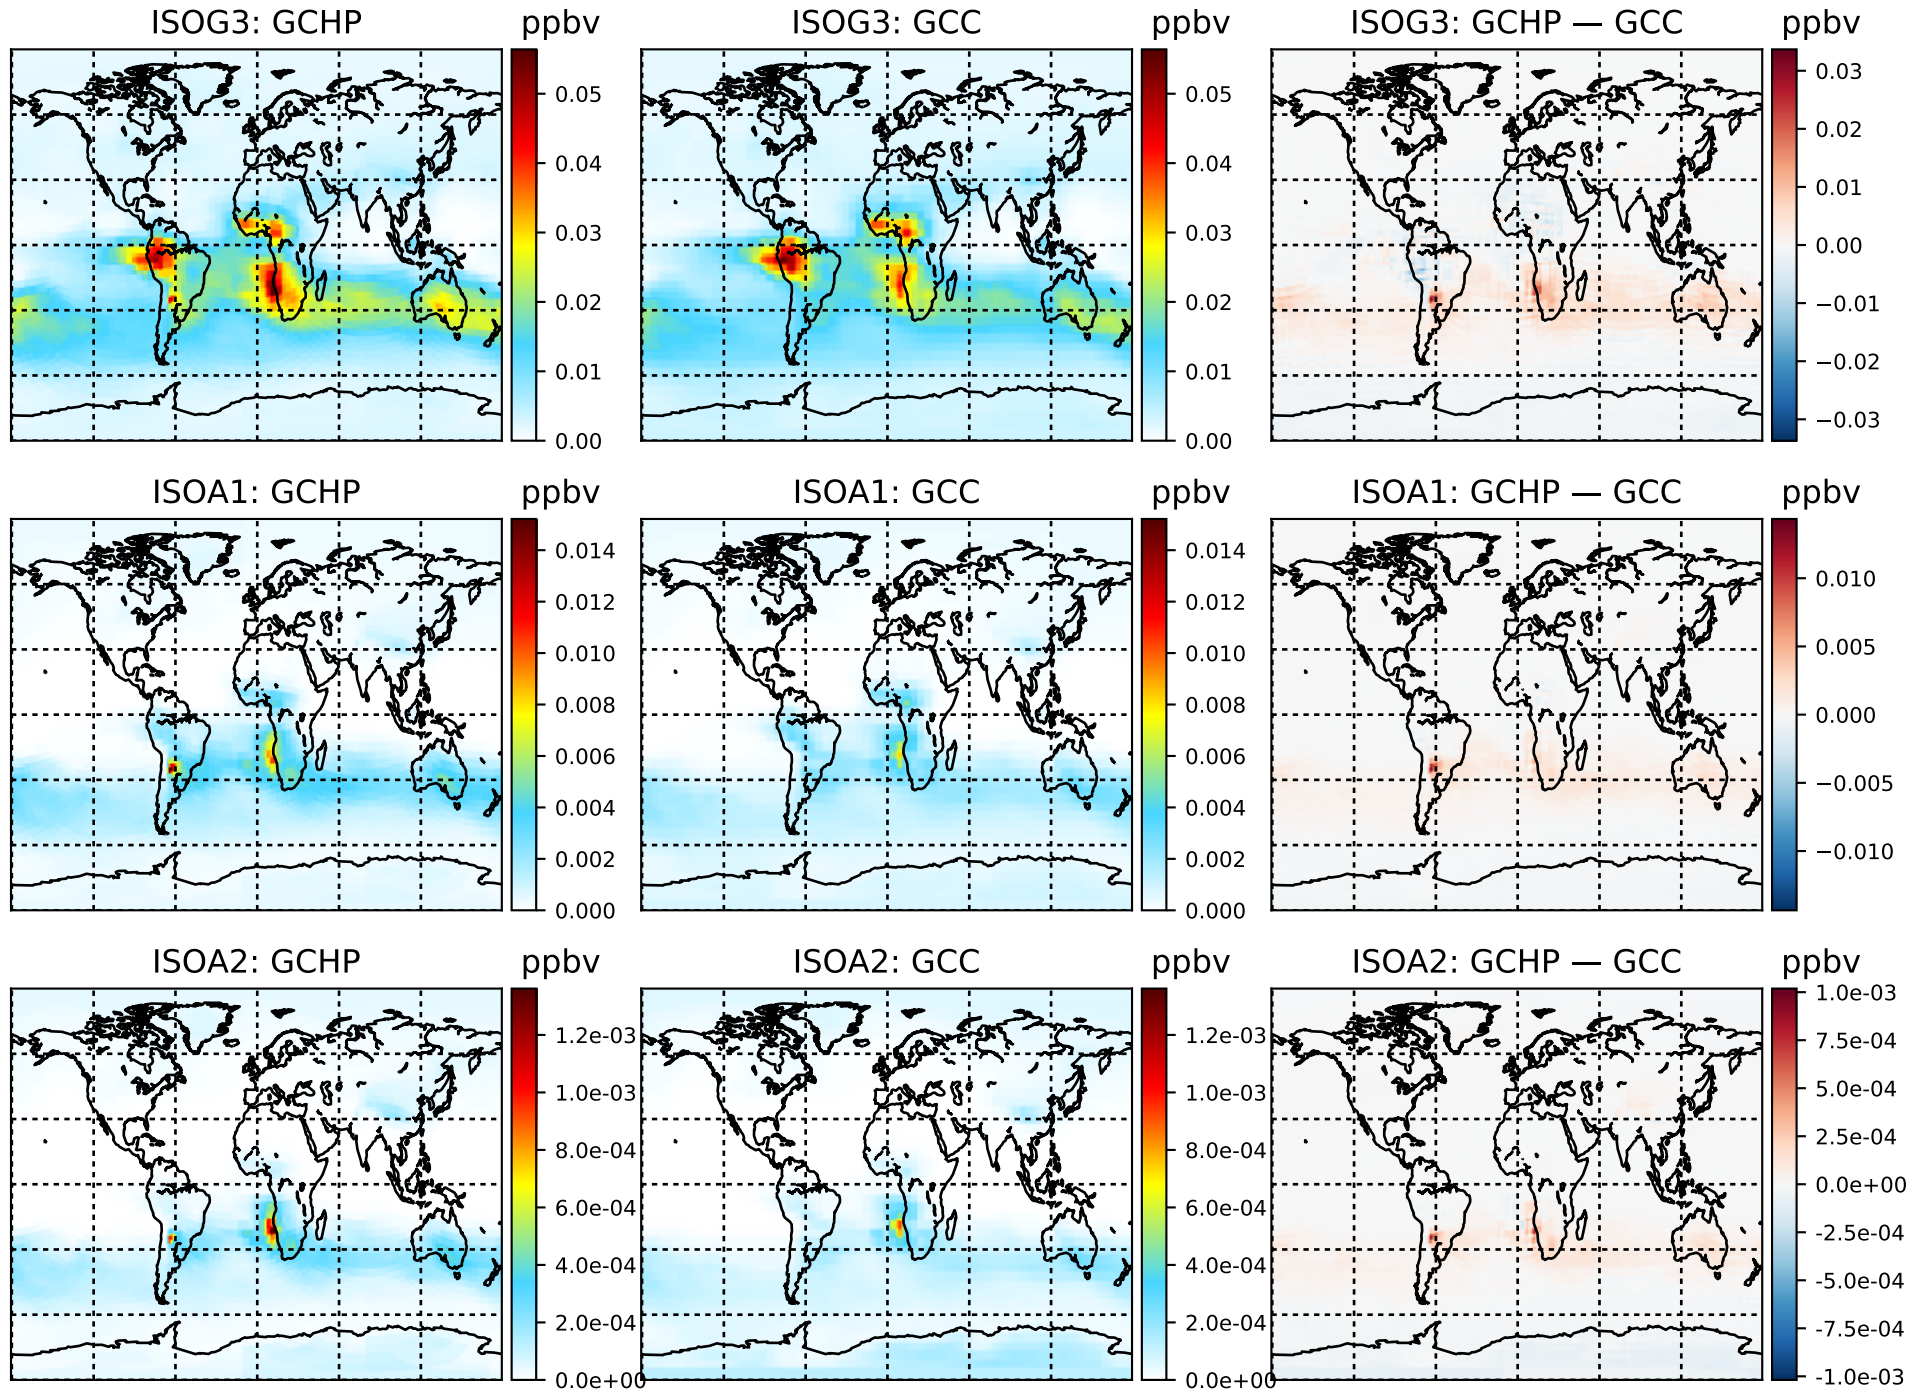 ISOG3: GCHP ppbv
0.05
0.04
0.03
0.02
0.01
0.00
ISOG3: GCC ppbv
0.05
0.04
0.03
0.02
0.01
0.00
ISOG3: GCHP — GCC ppbv
0.03
0.02
0.01
0.00
−0.01
−0.02
−0.03
ISOA1: GCHP ppbv
0.014
0.012
0.010
0.008
0.006
0.004
0.002
0.000
ISOA1: GCC ppbv
0.014
0.012
0.010
0.008
0.006
0.004
0.002
0.000
ISOA1: GCHP — GCC ppbv
0.010
0.005
0.000
−0.005
−0.010
ISOA2: GCHP ppbv
1.2e-03
1.0e-03
8.0e-04
6.0e-04
4.0e-04
2.0e-04
0.0e+00
ISOA2: GCC ppbv
1.2e-03
1.0e-03
8.0e-04
6.0e-04
4.0e-04
2.0e-04
0.0e+00
ISOA2: GCHP — GCC ppbv
1.0e-03
7.5e-04
5.0e-04
2.5e-04
0.0e+00
-2.5e-04
-5.0e-04
-7.5e-04
-1.0e-03